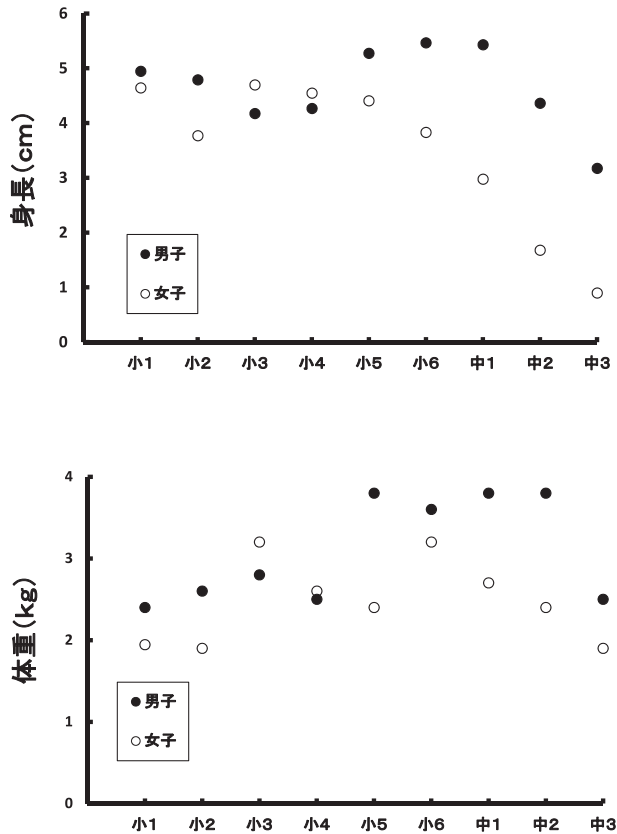 6
5
4
3
2
1
0
身長(cm)
●男子
○女子
小1 小2 小3 小4 小5 小6 中1 中2 中3
4
3
2
1
0
体重(kg)
●男子
○女子
小1 小2 小3 小4 小5 小6 中1 中2 中3